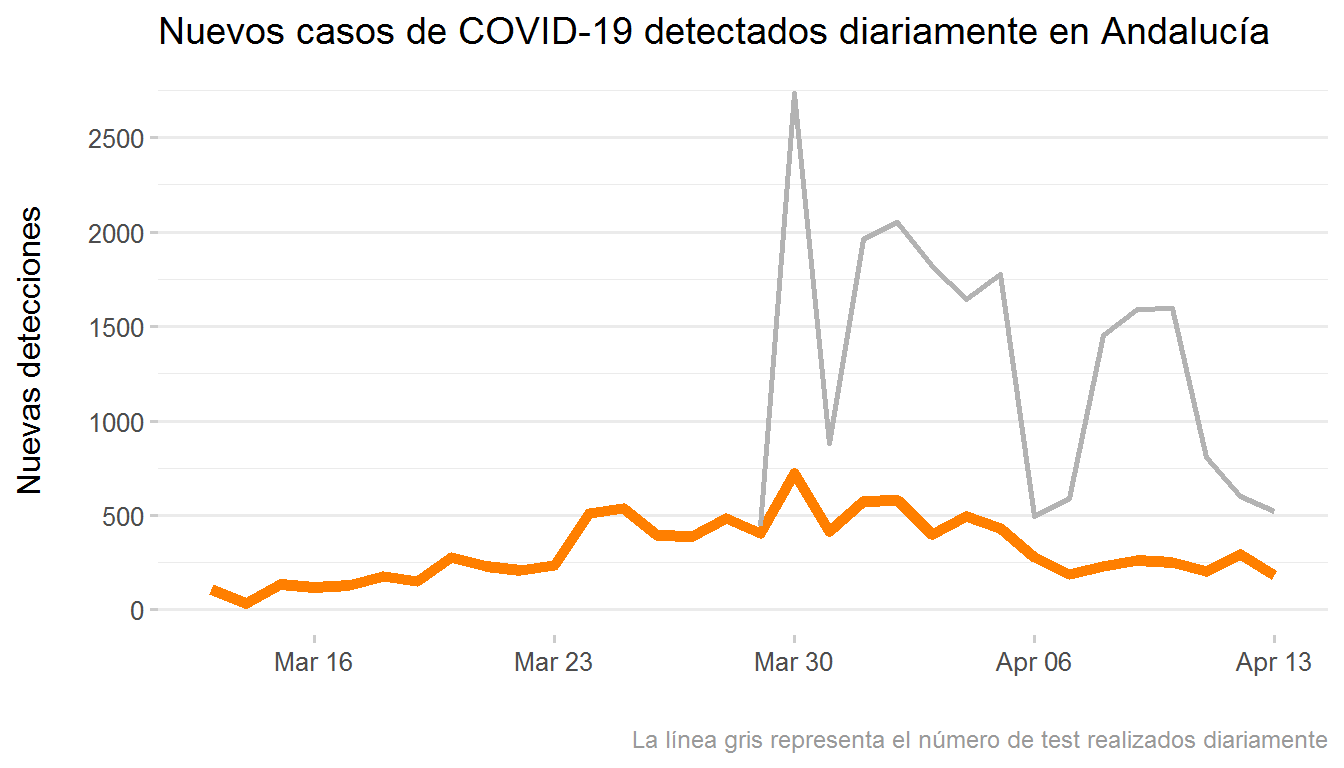 Nuevos casos de COVID-19 detectados diariamente en Andalucía
Nuevas detecciones
2500
2000
1500
1000
500
0
Mar 16
Mar 23
Mar 30
Apr 06
Apr 13
La línea gris representa el número de test realizados diariamente